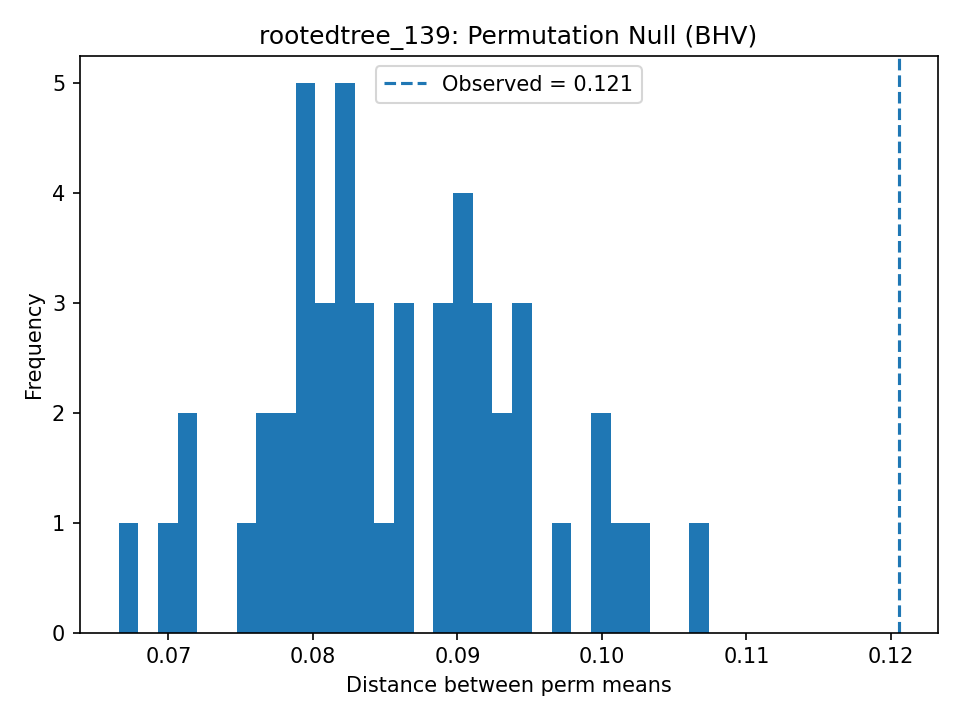 rootedtree_139: Permutation Null (BHV)
Observed = 0.121
5
4
3
2
1
0
Frequency
0.07 0.08 0.09 0.10 0.11 0.12
Distance between perm means